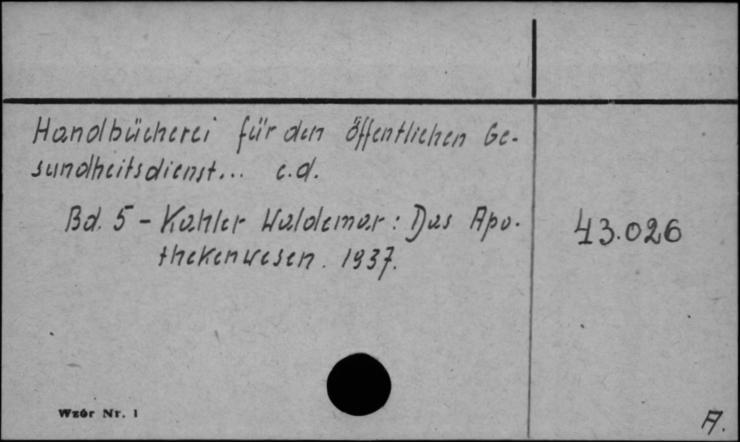 Handbücherei für den öffentlichen Ge-
sundheitsdienst... c.d.
Bd. 5 - Kahler Waldemar: Das Apo-
thekenwesen. 1937.
43.026
Wzór Nr. 1
A.